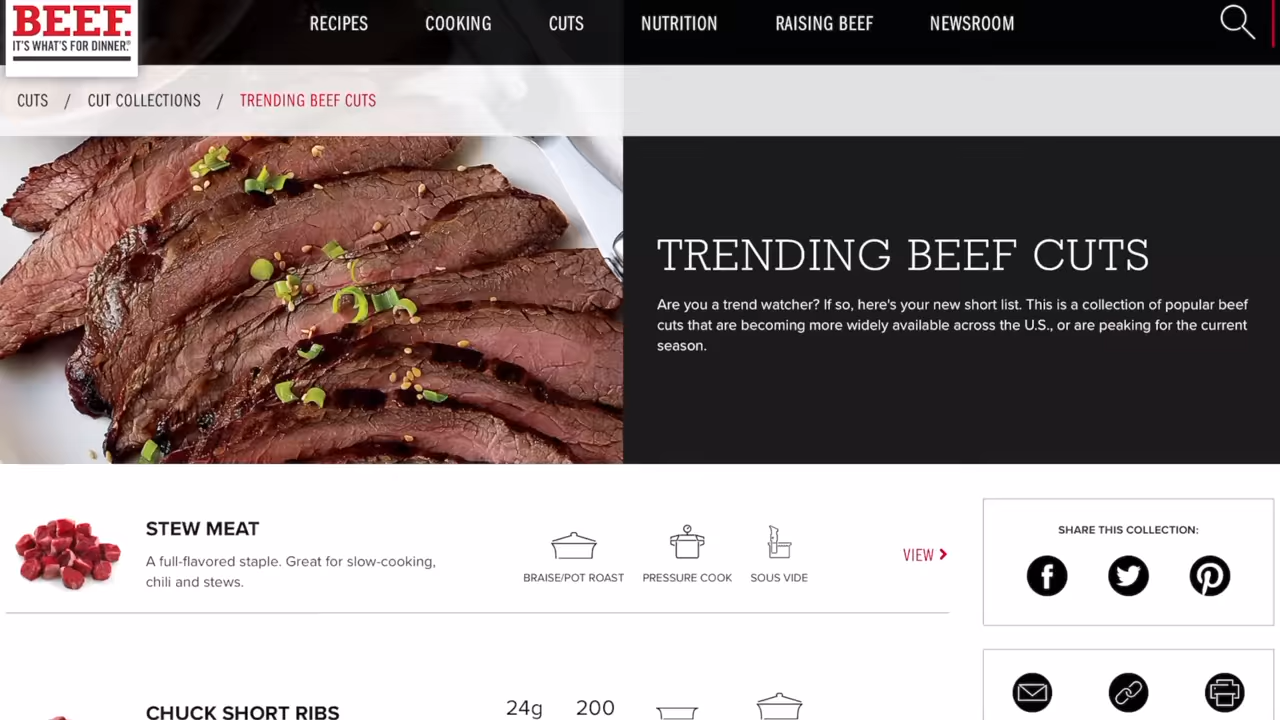 BEEF.
IT'S WHAT'S FOR DINNER.®
RECIPES
COOKING
CUTS
NUTRITION
RAISING BEEF
NEWSROOM
CUTS / CUT COLLECTIONS / TRENDING BEEF CUTS
TRENDING BEEF CUTS
Are you a trend watcher? If so, here's your new short list. This is a collection of popular beef
cuts that are becoming more widely available across the U.S., or are peaking for the current
season.
STEW MEAT
A full-flavored staple. Great for slow-cooking,
chili and stews.
BRAISE/POT ROAST
PRESSURE COOK
SOUS VIDE
VIEW
SHARE THIS COLLECTION:
CHUCK SHORT RIBS
24g
200